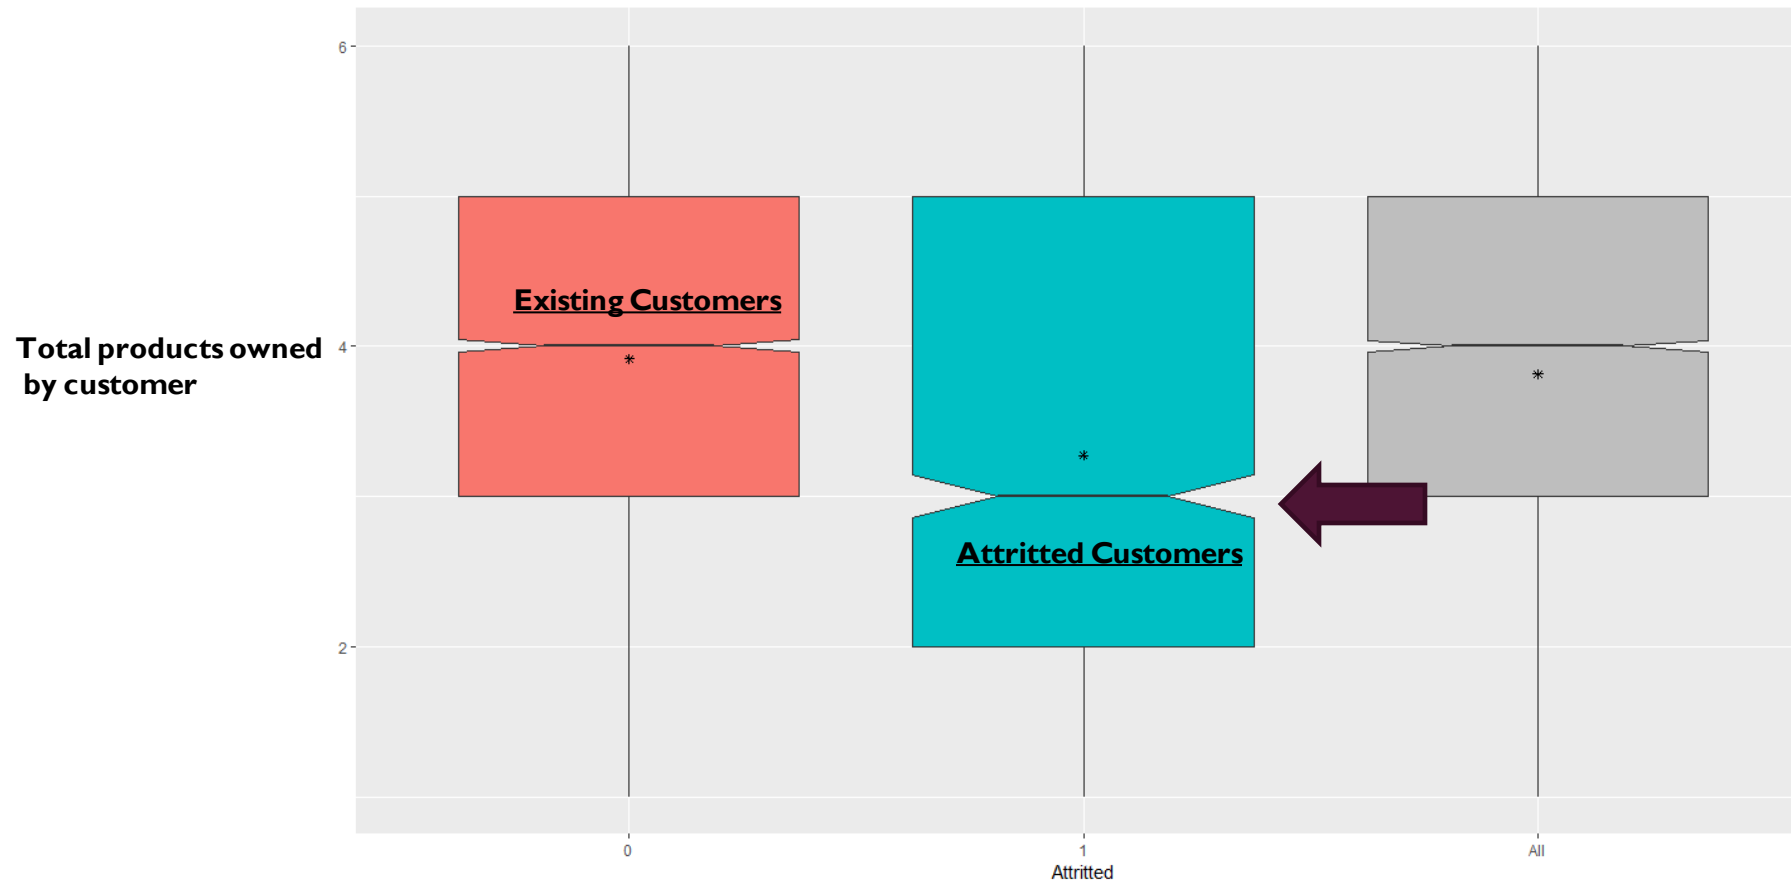 6
Existing Customers
Total products owned
by customer
4
Attritted Customers
2
0
1
All
Attritted